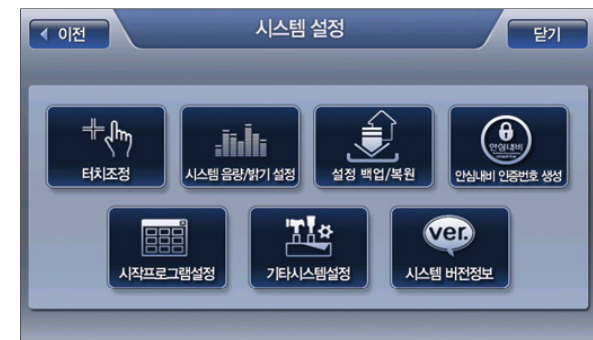 이전
시스템 설정
닫기
터치조정
시스템 음량/밝기 설정
설정 백업/복원
안심내비
안심내비 인증번호 생성
시작프로그램설정
기타시스템설정
ver.
시스템 버전정보